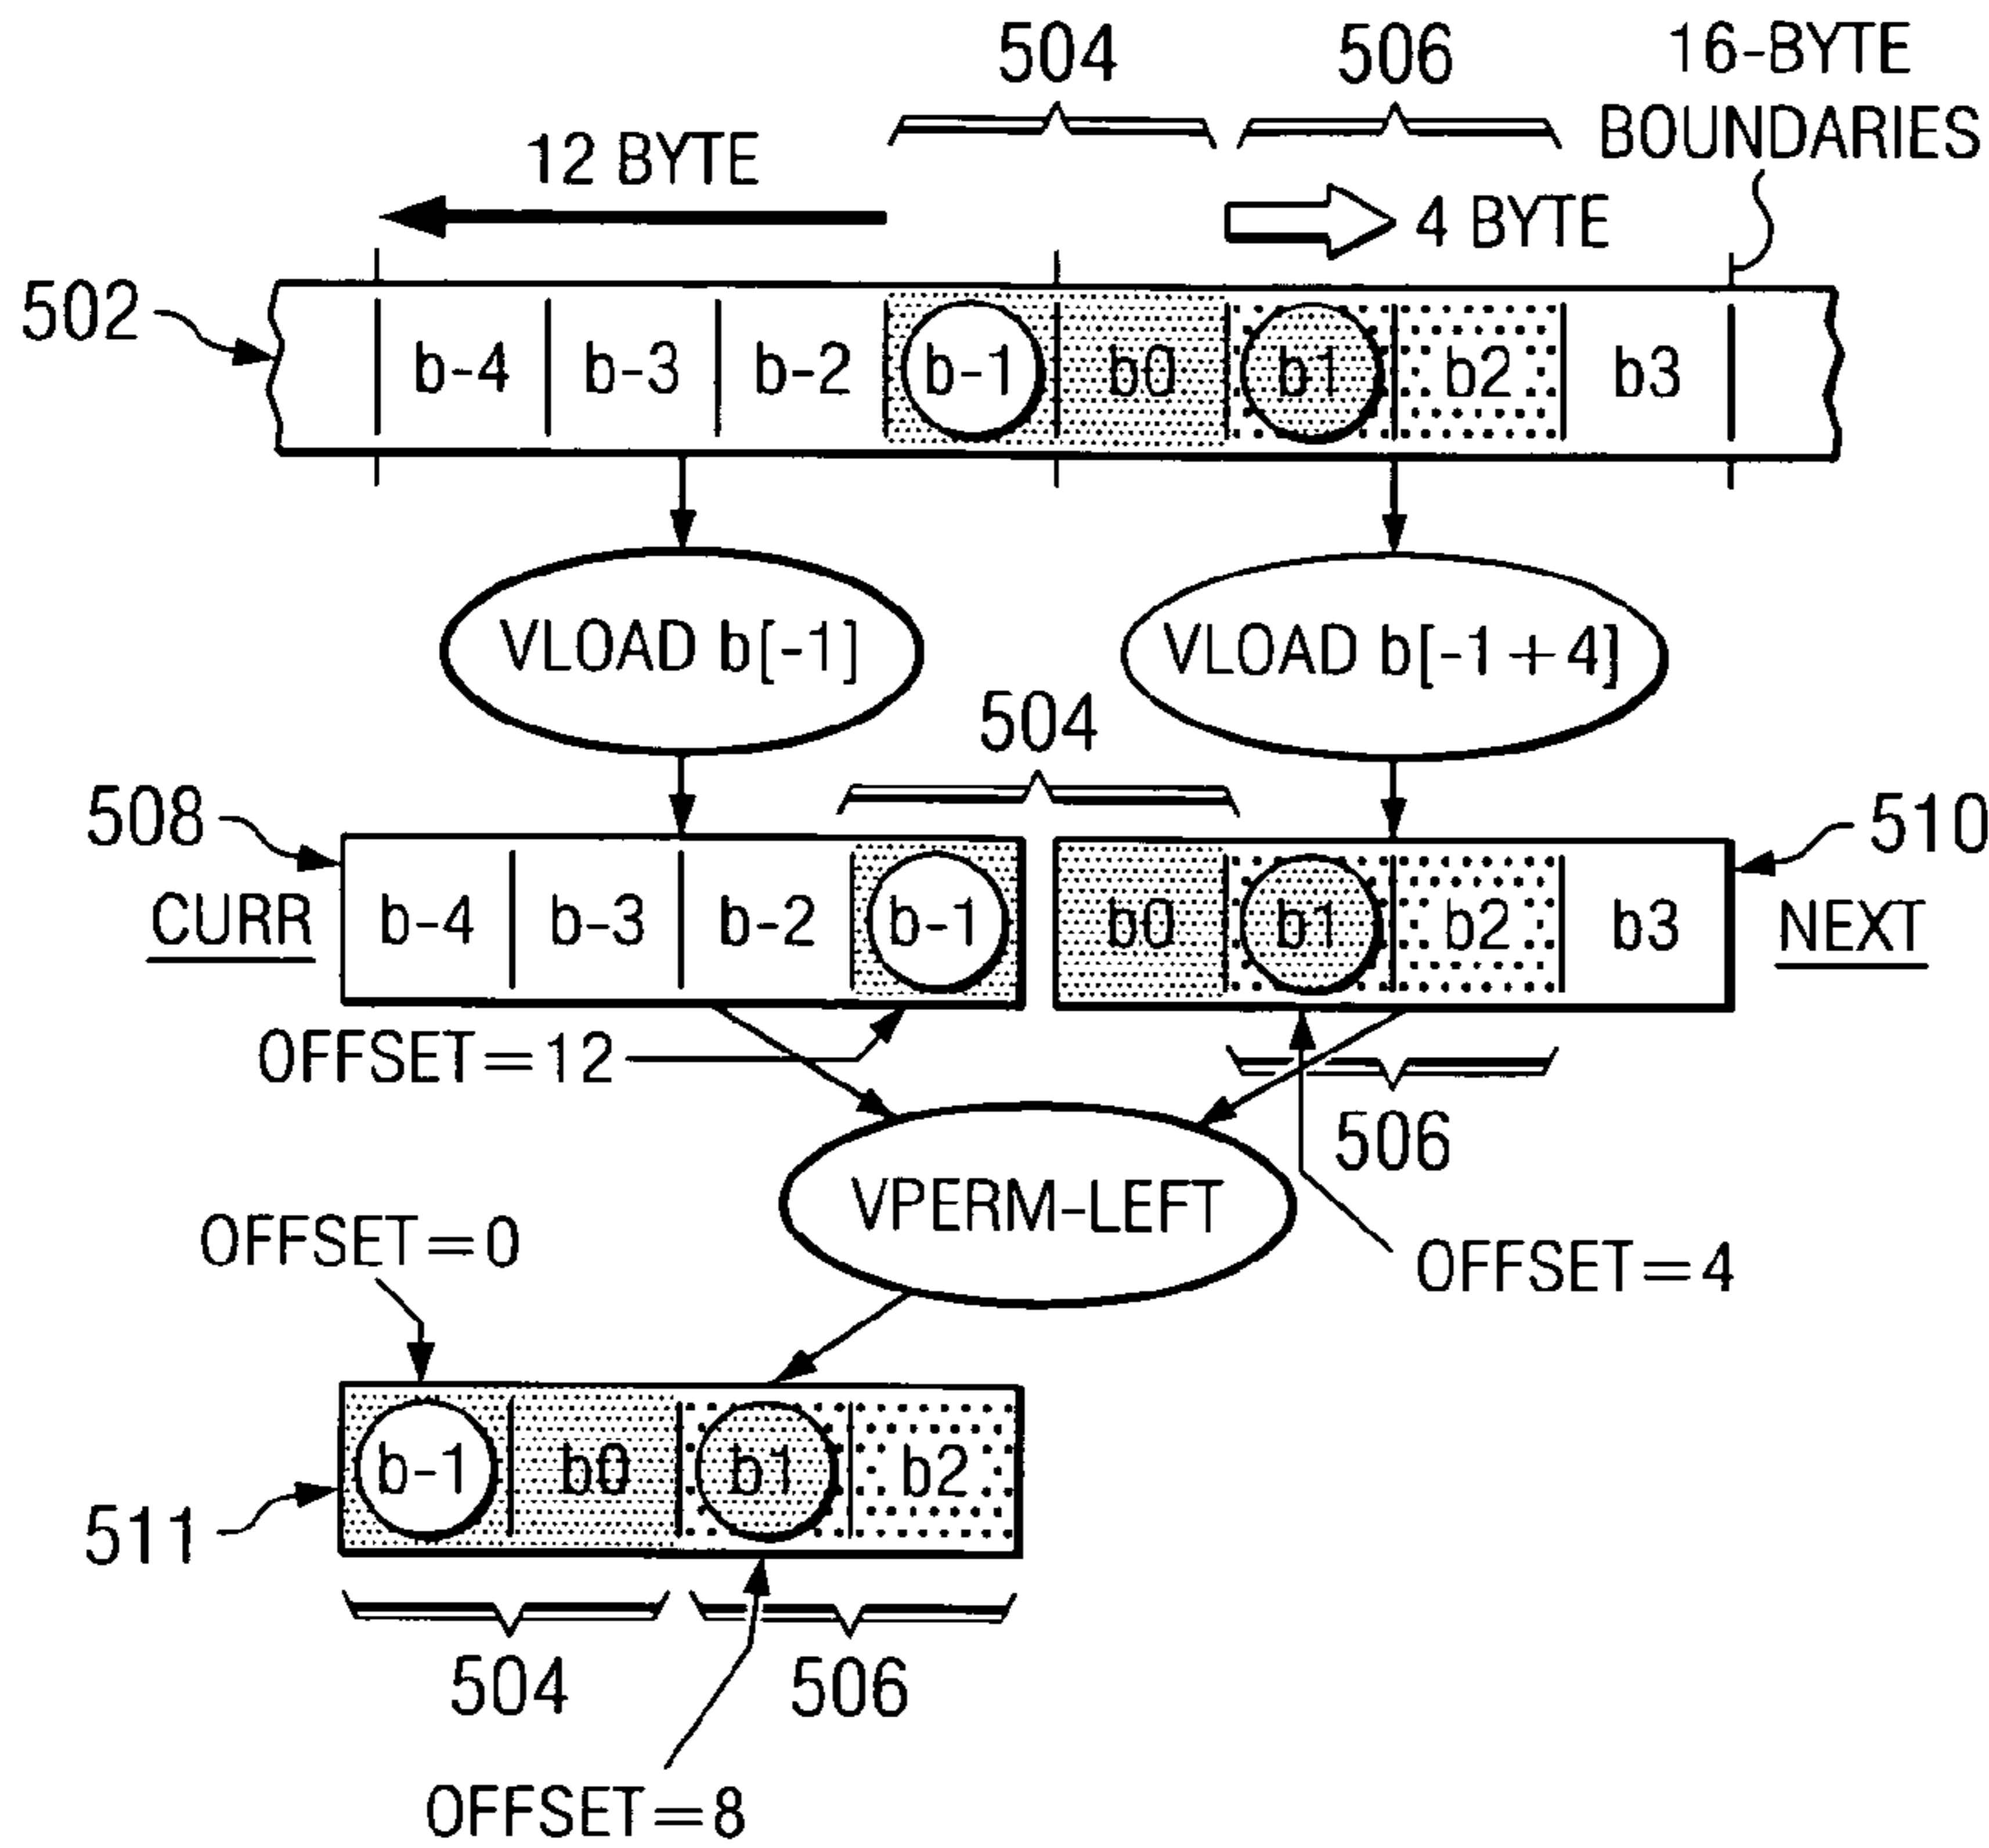 504
506
16-BYTE
BOUNDARIES
12 BYTE
4 BYTE
502
b-4 b-3 b-2 b-1 b0 b1 b2 b3
VLOAD b[-1]
VLOAD b[-1+4]
504
508
510
CURR
b-4 b-3 b-2 b-1
b0 b1 b2 b3
NEXT
OFFSET=12
506
VPERM-LEFT
OFFSET=0
OFFSET=4
b-1 b0 b1 b2
511
504
506
OFFSET=8